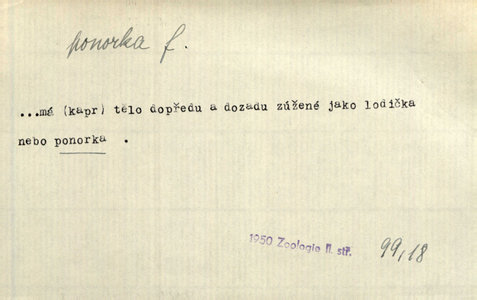 ponorka f.
...má (kapr) tělo dopředu a dozadu zúžené jako lodička
nebo ponorka .
1950 Zoologie II. stř. 99,18